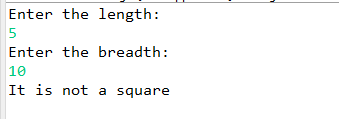 Enter the length:
5
Enter the breadth:
10
It is not a square